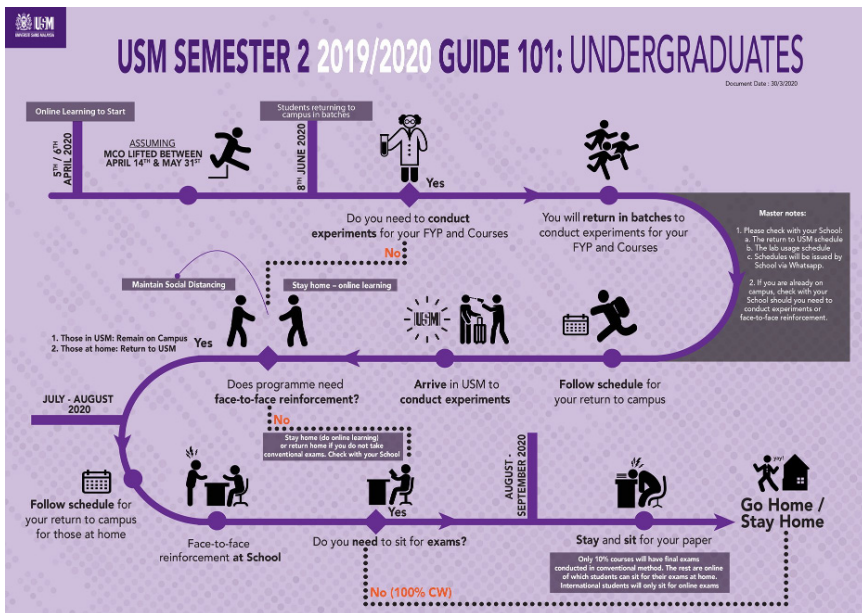 USM
UNIVERSITI SAINS MALAYSIA
USM SEMESTER 2 2019/2020 GUIDE 101: UNDERGRADUATES
Document Date : 30/3/2020
Online Learning to Start
5TH / 6TH
APRIL 2020
ASSUMING
MCO LIFTED BETWEEN
APRIL 14TH & MAY 31ST
Students returning to
campus in batches
8TH JUNE 2020
Yes
Do you need to conduct
experiments for your FYP and Courses
No
You will return in batches to
conduct experiments for your
FYP and Courses
Master notes:
1. Please check with your School:
a. The return to USM schedule
b. The lab usage schedule
c. Schedules will be issued by
School via Whatsapp.
2. If you are already on
campus, check with your
School should you need to
conduct experiments or
face-to-face reinforcement.
Maintain Social Distancing
Stay home – online learning
1. Those in USM: Remain on Campus
2. Those at home: Return to USM
Yes
Does programme need
face-to-face reinforcement?
USM
Arrive in USM to
conduct experiments
Follow schedule for
your return to campus
JULY - AUGUST
2020
No
Stay home (do online learning)
or return home if you do not take
conventional exams. Check with your School
Follow schedule for
your return to campus
for those at home
Face-to-face
reinforcement at School
Yes
Do you need to sit for exams?
AUGUST -
SEPTEMBER 2020
Stay and sit for your paper
yay!
Go Home /
Stay Home
Only 10% courses will have final exams
conducted in conventional method. The rest are online
of which students can sit for their exams at home.
International students will only sit for online exams
No (100% CW)